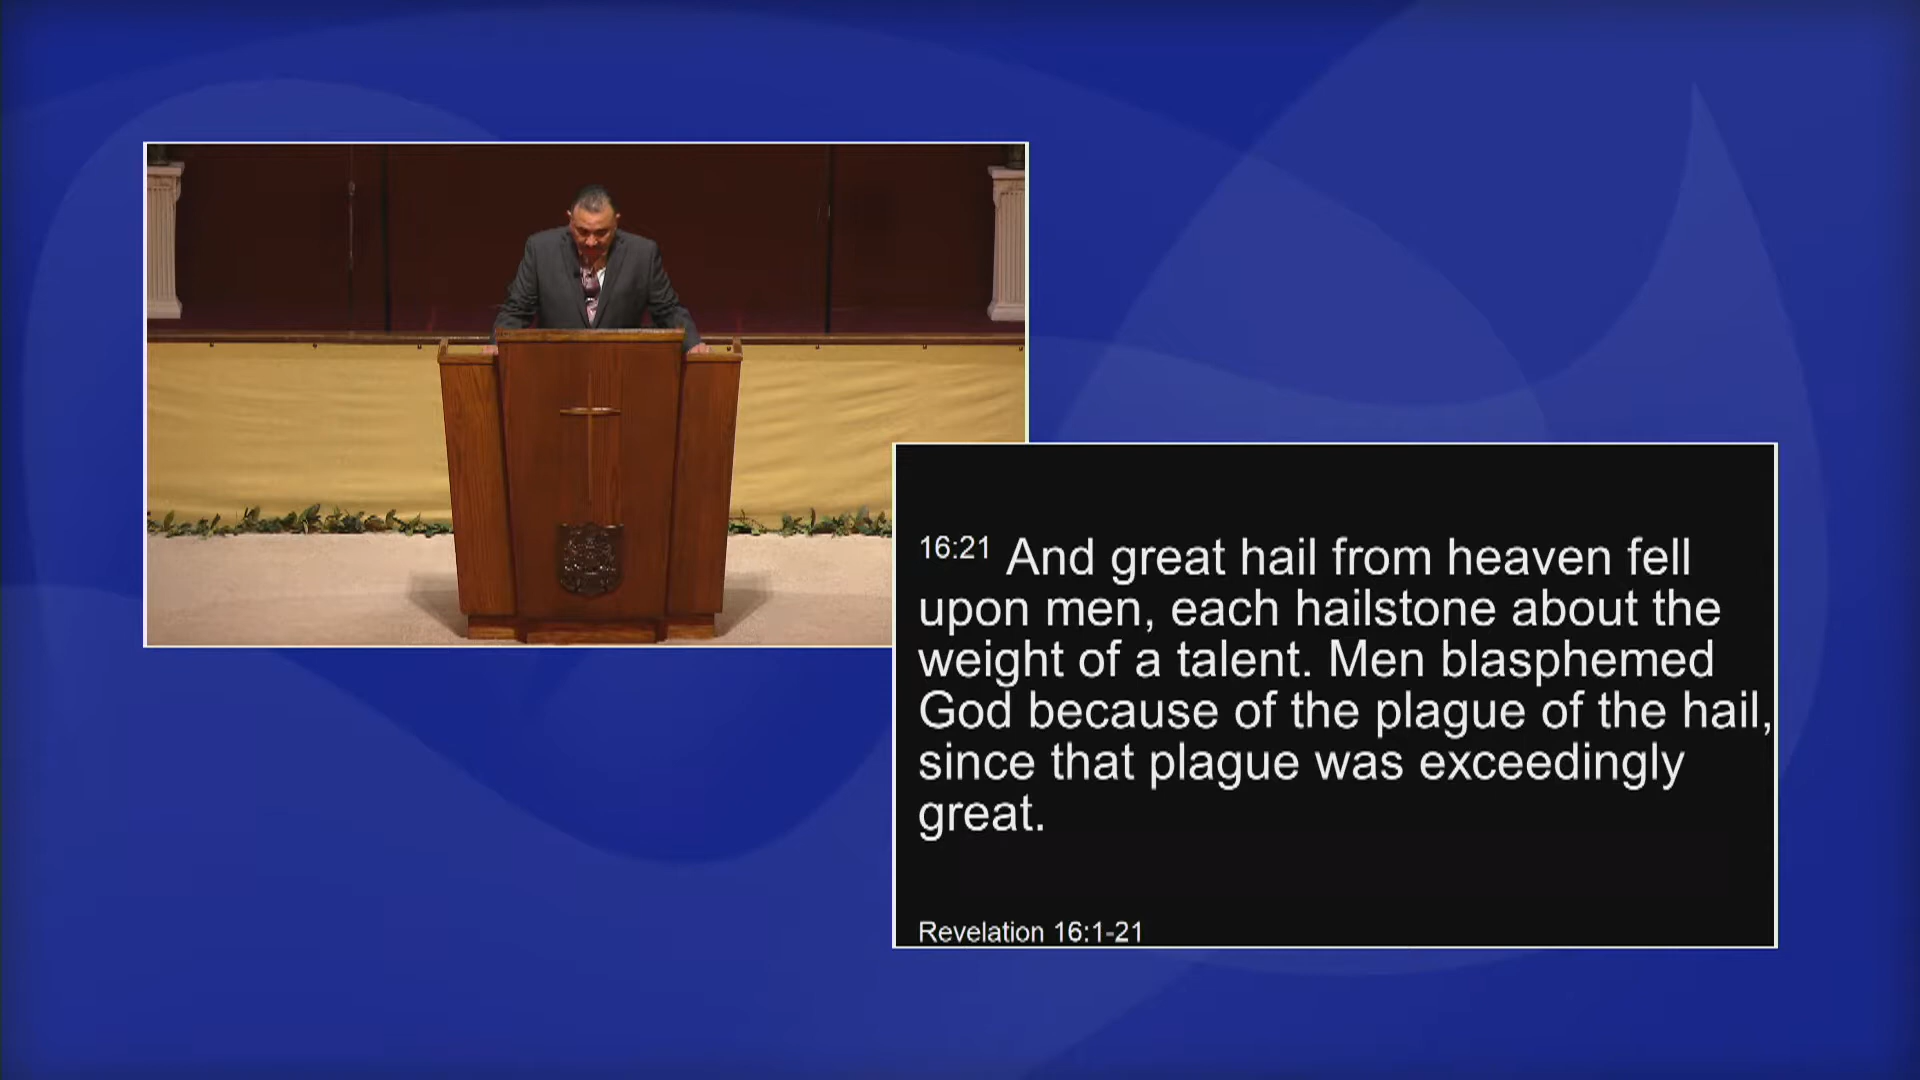 16:21 And great hail from heaven fell
upon men, each hailstone about the
weight of a talent. Men blasphemed
God because of the plague of the hail,
since that plague was exceedingly
great.
Revelation 16:1-21